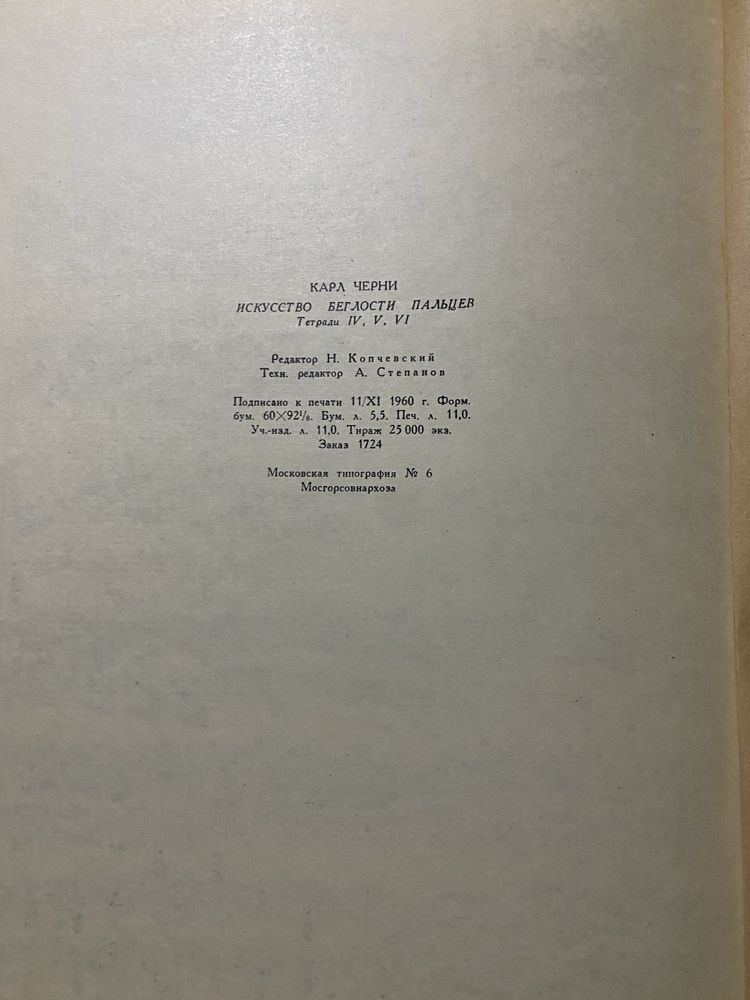 КАРЛ ЧЕРНИ
ИСКУССТВО БЕГЛОСТИ ПАЛЬЦЕВ
Тетради IV, V, VI
Редактор Н. Копчевский
Техн. редактор А. Степанов
Подписано к печати 11/XI 1960 г. Форм.
бум. 60×92⅛. Бум. л. 5,5. Печ. л. 11,0.
Уч.-изд. л. 11,0. Тираж 25 000 экз.
Заказ 1724
Московская типография № 6
Мосгорсовнархоза